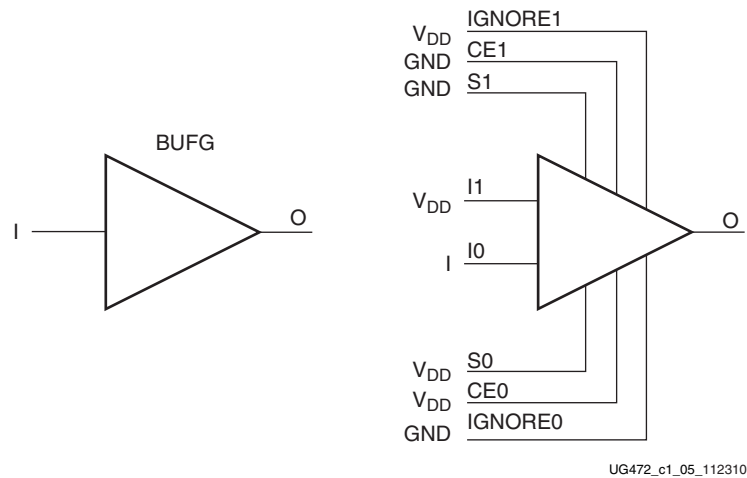 BUFG
I
O
VDD IGNORE1
GND CE1
GND S1
VDD I1
I I0
O
VDD S0
VDD CE0
GND IGNORE0
UG472_c1_05_112310